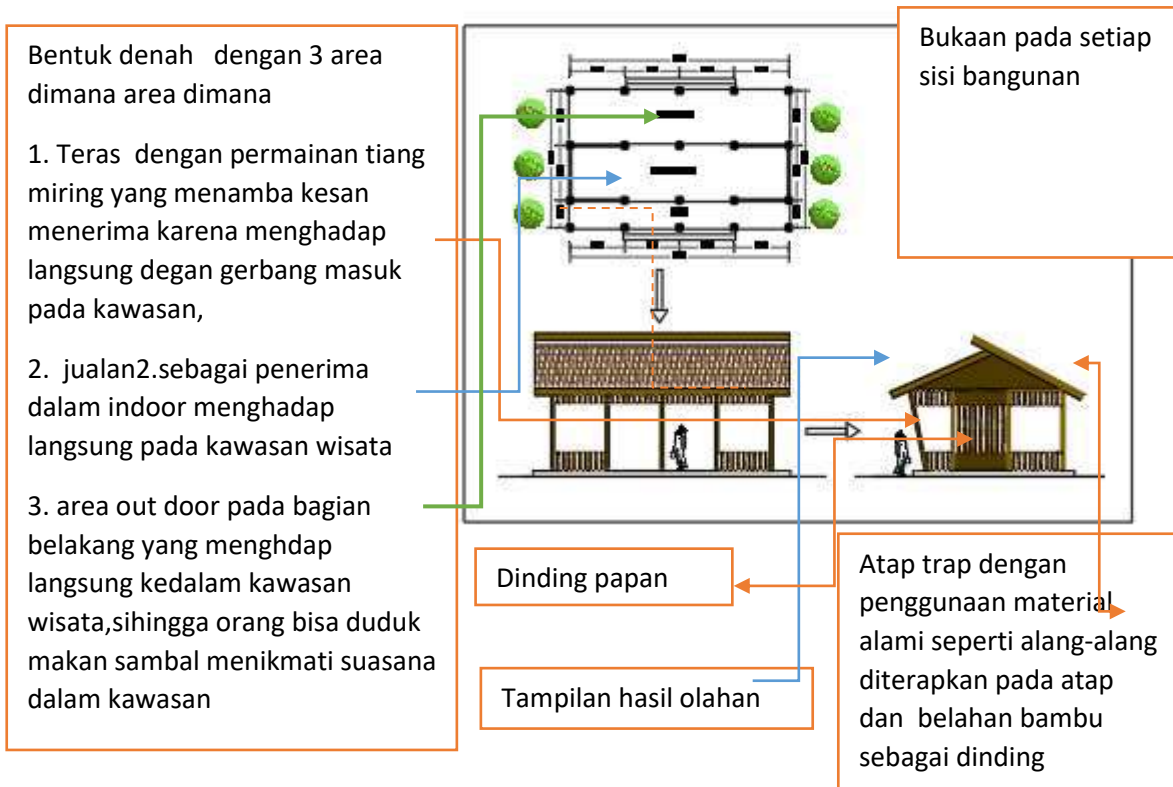 Bentuk denah dengan 3 area
dimana area dimana
1. Teras dengan permainan tiang
miring yang menamba kesan
menerima karena menghadap
langsung degan gerbang masuk
pada kawasan,
2. jualan2.sebagai penerima
dalam indoor menghadap
langsung pada kawasan wisata
3. area out door pada bagian
belakang yang menghdap
langsung kedalam kawasan
wisata,sihingga orang bisa duduk
makan sambal menikmati suasana
dalam kawasan
Bukaan pada setiap
sisi bangunan
Dinding papan
Tampilan hasil olahan
Atap trap dengan
penggunaan material
alami seperti alang-alang
diterapkan pada atap
dan belahan bambu
sebagai dinding